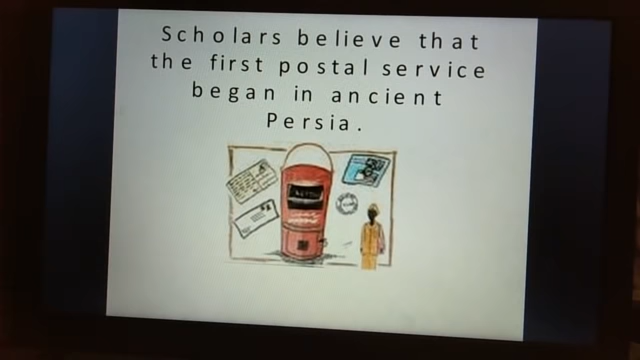 Scholars believe that
the first postal service
began in ancient
Persia.